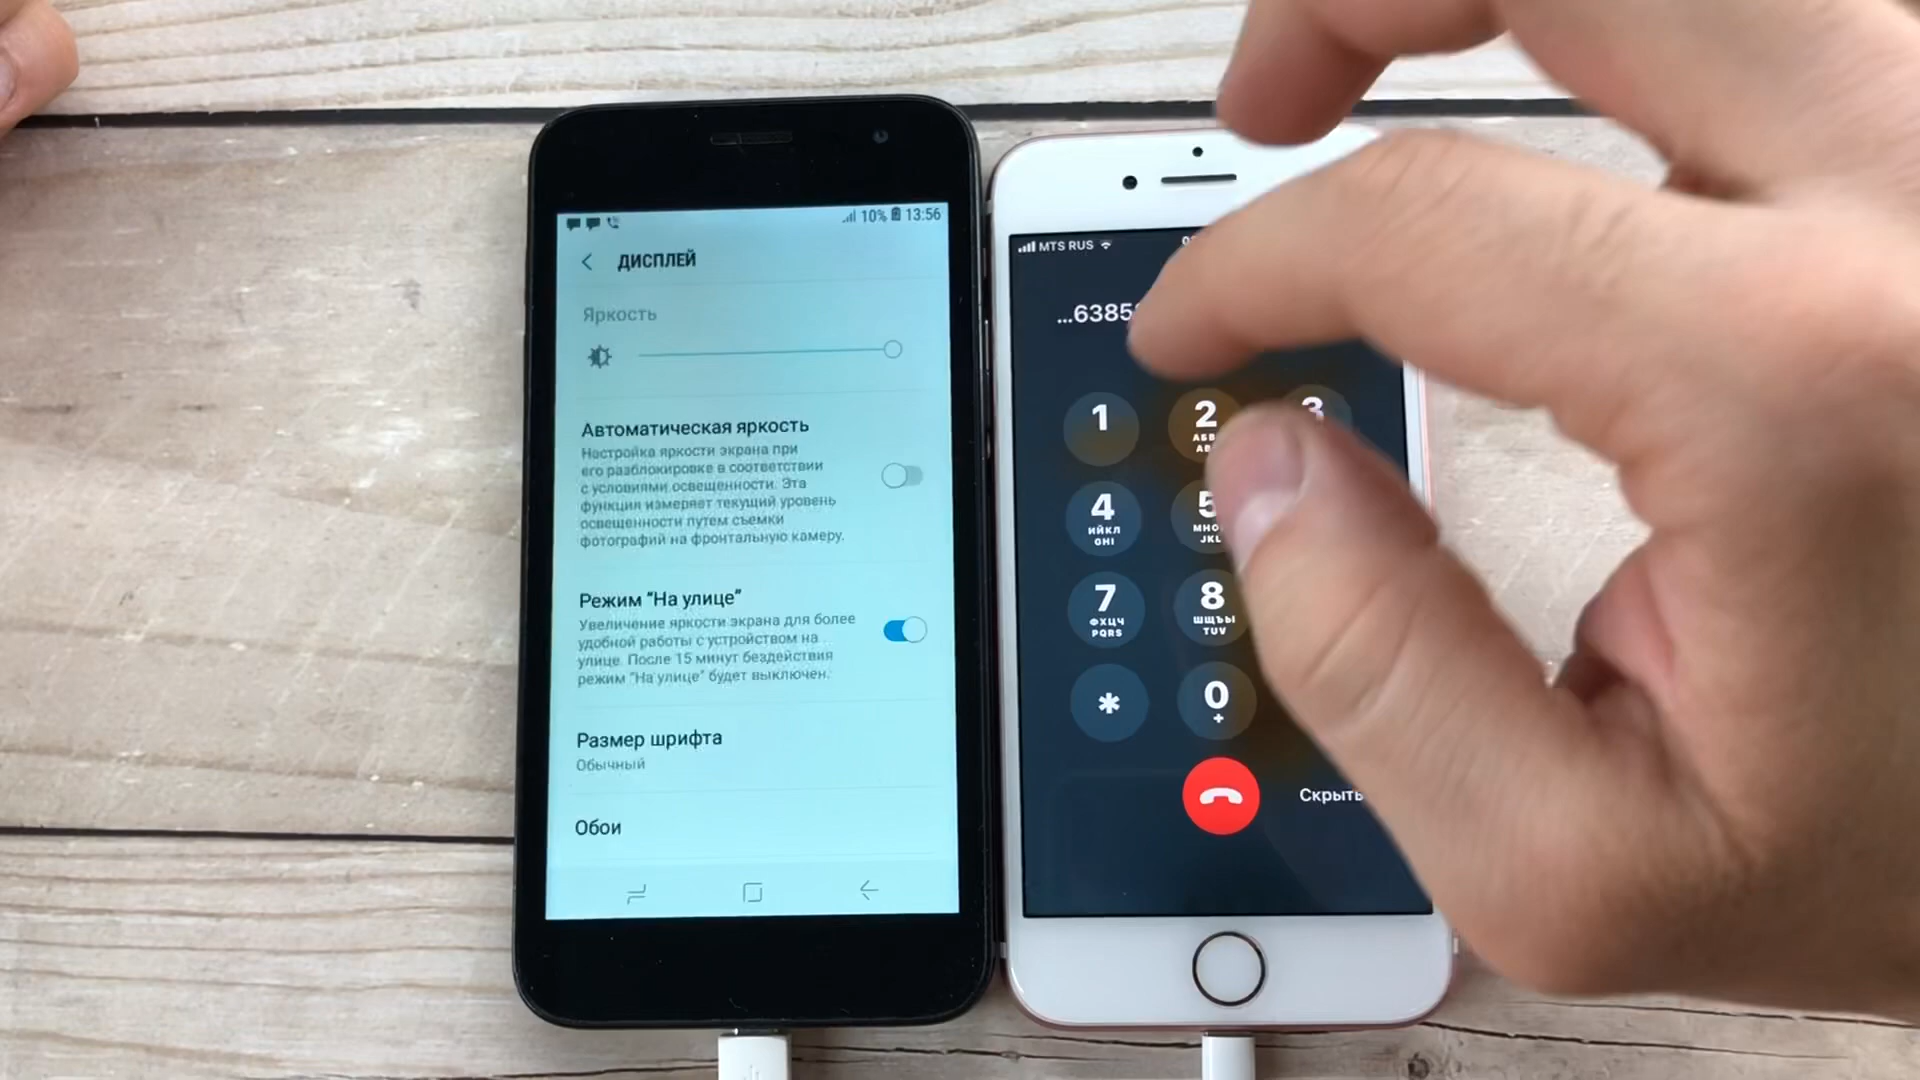 10% 13:56
ДИСПЛЕЙ
Яркость
Автоматическая яркость
Настройка яркости экрана при
его разблокировке в соответствии
с условиями освещенности. Эта
функция измеряет текущий уровень
освещенности путем съемки
фотографий на фронтальную камеру.
Режим “На улице”
Увеличение яркости экрана для более
удобной работы с устройством на
улице. После 15 минут бездействия
режим “На улице” будет выключен.
Размер шрифта
Обычный
Обои
MTS RUS
...6385
1 2 3
4 5
ИЙКЛ
GHI JKL
7 8
ФХЦЧ ШЩЪЫ
PQRS TUV
* 0
+
Скрыть